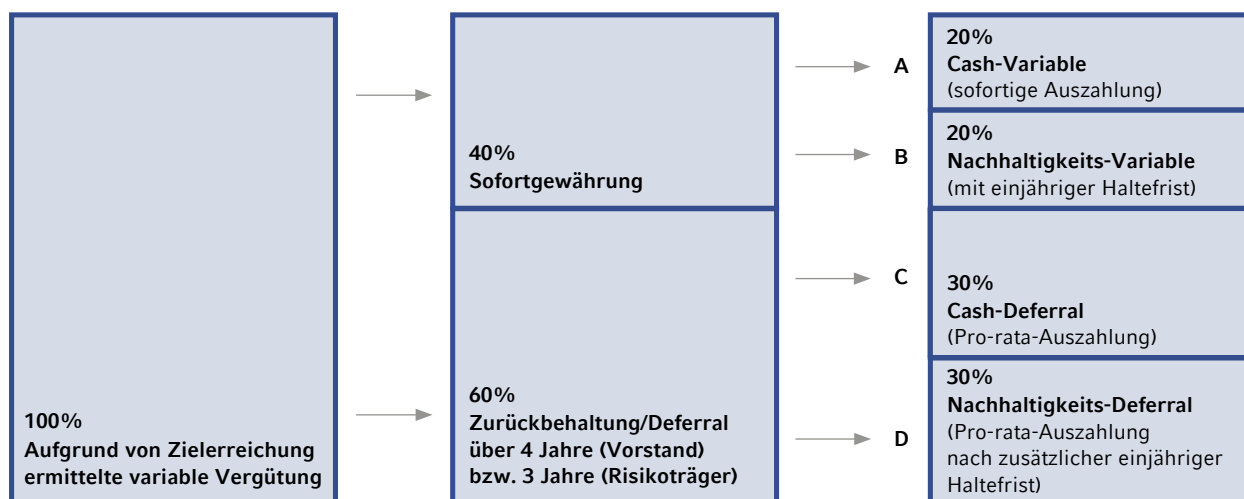 100%
Aufgrund von Zielerreichung
ermittelte variable Vergütung
40%
Sofortgewährung
60%
Zurückbehaltung/Deferral
über 4 Jahre (Vorstand)
bzw. 3 Jahre (Risikoträger)
A
20%
Cash-Variable
(sofortige Auszahlung)
B
20%
Nachhaltigkeits-Variable
(mit einjähriger Haltefrist)
C
30%
Cash-Deferral
(Pro-rata-Auszahlung)
D
30%
Nachhaltigkeits-Deferral
(Pro-rata-Auszahlung
nach zusätzlicher einjähriger
Haltefrist)